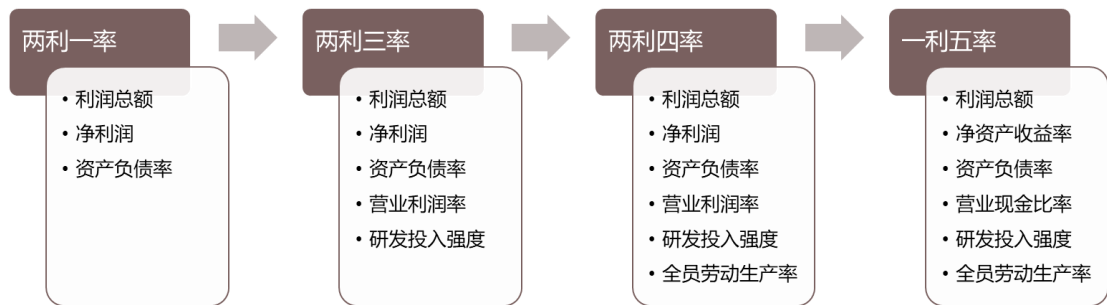 两利一率
• 利润总额
• 净利润
• 资产负债率
两利三率
• 利润总额
• 净利润
• 资产负债率
• 营业利润率
• 研发投入强度
两利四率
• 利润总额
• 净利润
• 资产负债率
• 营业利润率
• 研发投入强度
• 全员劳动生产率
一利五率
• 利润总额
• 净资产收益率
• 资产负债率
• 营业现金比率
• 研发投入强度
• 全员劳动生产率